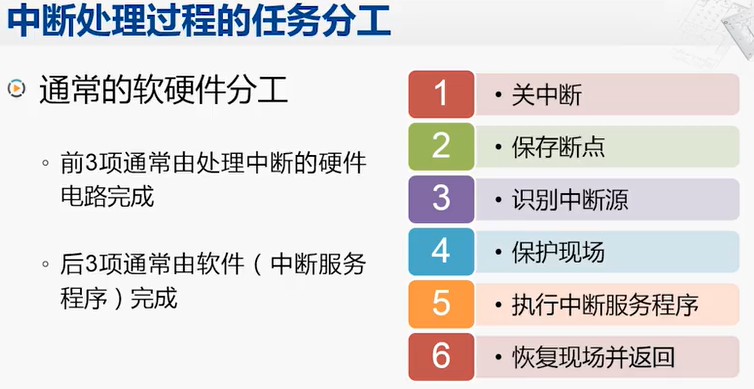 中断处理过程的任务分工
通常的软硬件分工
◦ 前3项通常由处理中断的硬件
电路完成
◦ 后3项通常由软件（中断服务
程序）完成
1 • 关中断
2 • 保存断点
3 • 识别中断源
4 • 保护现场
5 • 执行中断服务程序
6 • 恢复现场并返回